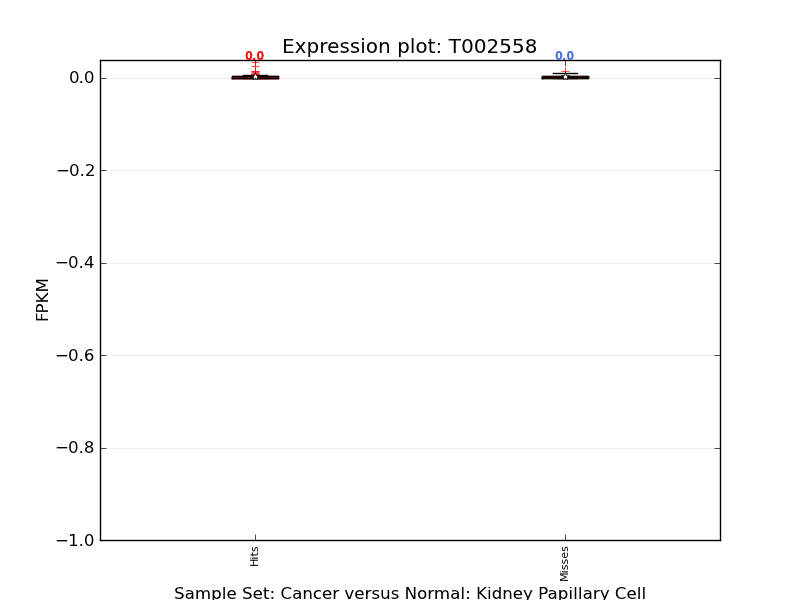 Expression plot: T002558
0.0
0.0
0.0
−0.2
−0.4
−0.6
−0.8
−1.0
FPKM
Hits
Misses
Sample Set: Cancer versus Normal: Kidney Papillary Cell